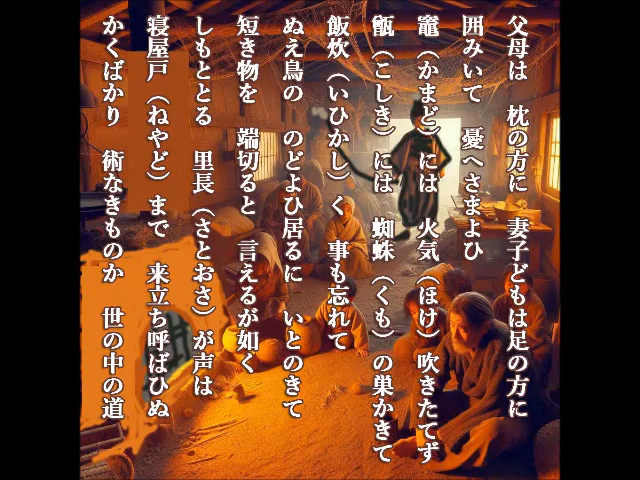 父母は　枕の方に　妻子どもは足の方に
囲みいて　憂へさまよひ
竈（かまど）には　火気（ほけ）吹きたてず
甑（こしき）には　蜘蛛（くも）の巣かきて
飯炊（いひかし）く　事も忘れて
ぬえ鳥の　のどよひ居るに　いとのきて
短き物を　端切ると　言えるが如く
しもととる　里長（さとおさ）が声は
寝屋戸（ねやど）まで　来立ち呼ばひぬ
かくばかり　術なきものか　世の中の道